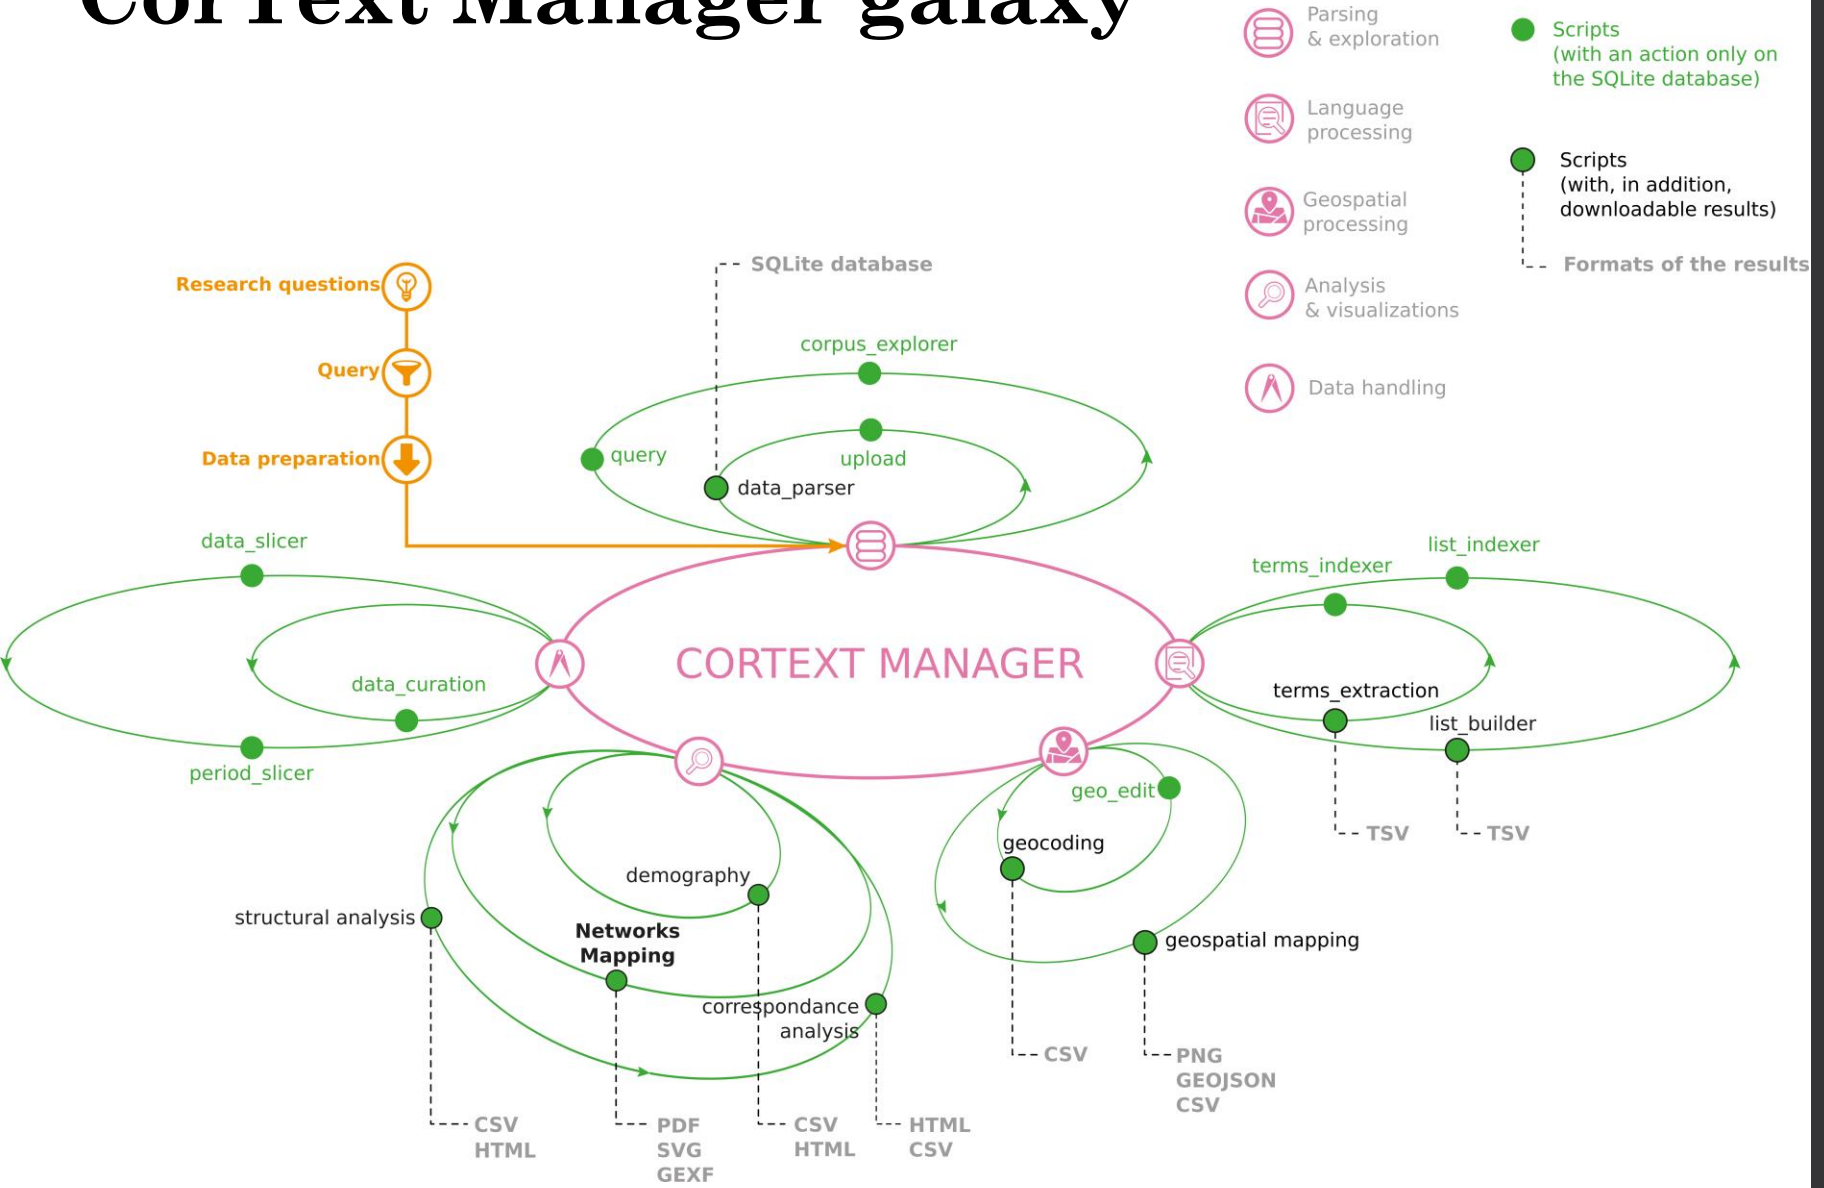 CorText Manager galaxy
Parsing
& exploration
Language
processing
Geospatial
processing
Analysis
& visualizations
Data handling
Scripts
(with an action only on
the SQLite database)
Scripts
(with, in addition,
downloadable results)
Formats of the results
Research questions
Query
Data preparation
SQLite database
corpus_explorer
query
upload
data_parser
data_slicer
data_curation
period_slicer
CORTEXT MANAGER
list_indexer
terms_indexer
terms_extraction
list_builder
TSV
TSV
geo_edit
geocoding
geospatial mapping
CSV
PNG
GEOJSON
CSV
demography
structural analysis
Networks
Mapping
correspondance
analysis
CSV
HTML
PDF
SVG
GEXF
CSV
HTML
HTML
CSV